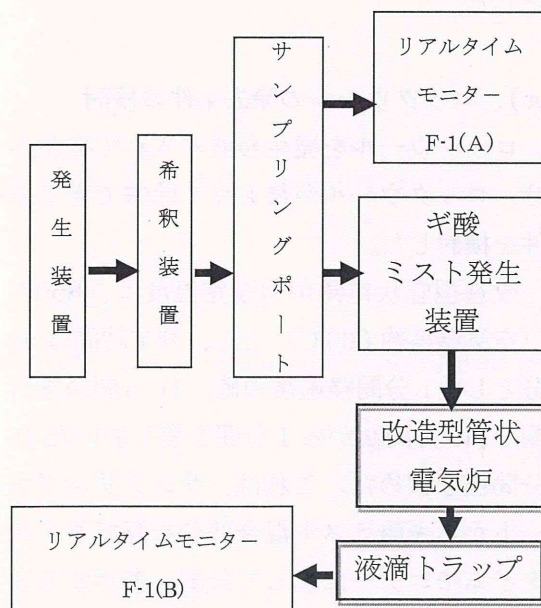 発生装置
希釈装置
サンプリングポート
リアルタイム
モニター
F-1(A)
ギ酸
ミスト発生
装置
改造型管状
電気炉
液滴トラップ
リアルタイムモニター
F-1(B)